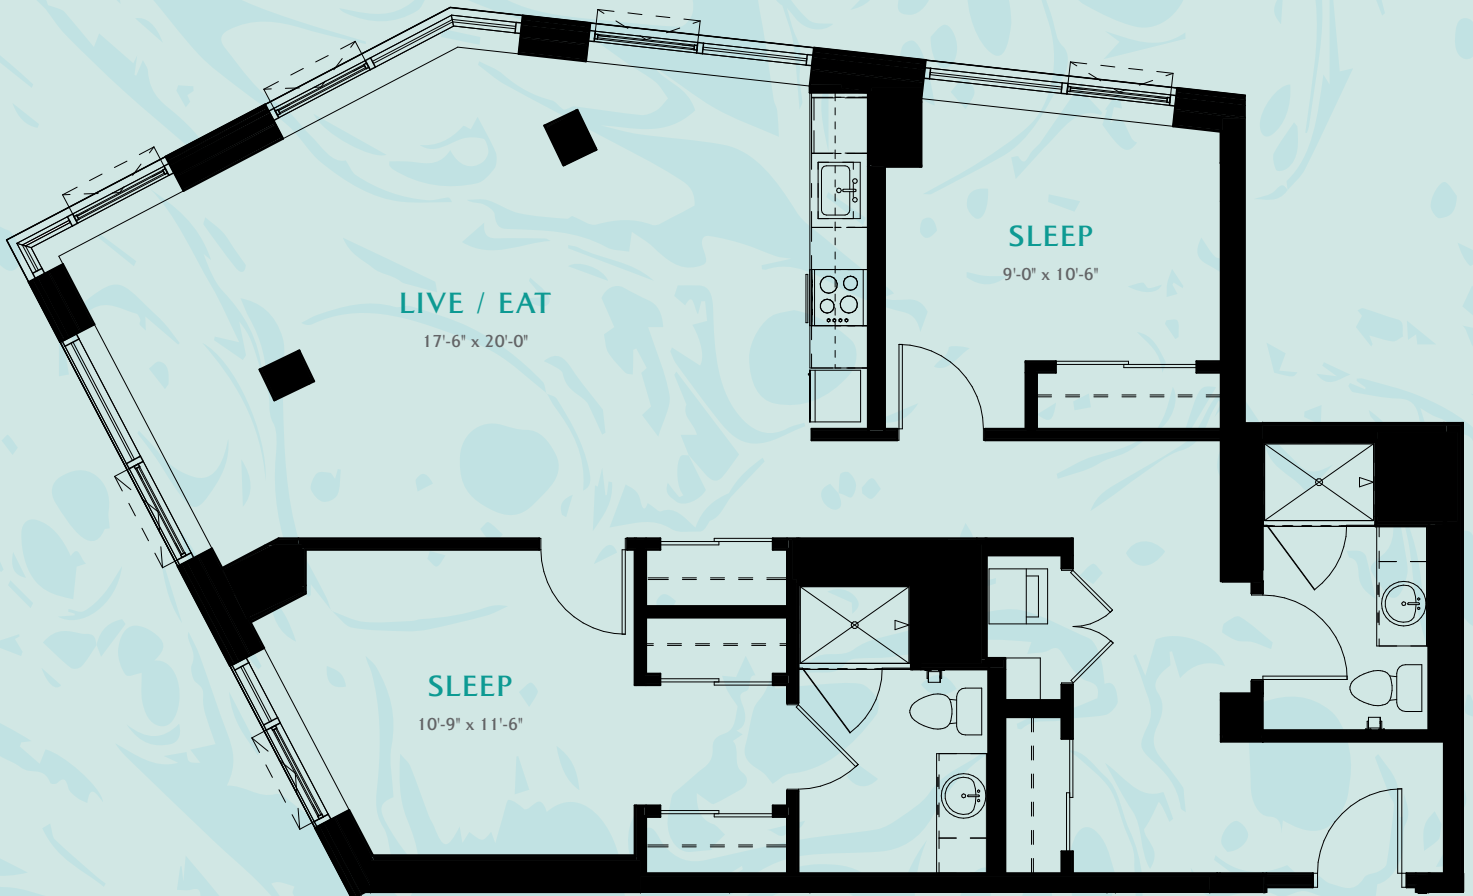 SLEEP
9'-0" x 10'-6"
LIVE / EAT
17'-6" x 20'-0"
SLEEP
10'-9" x 11'-6"